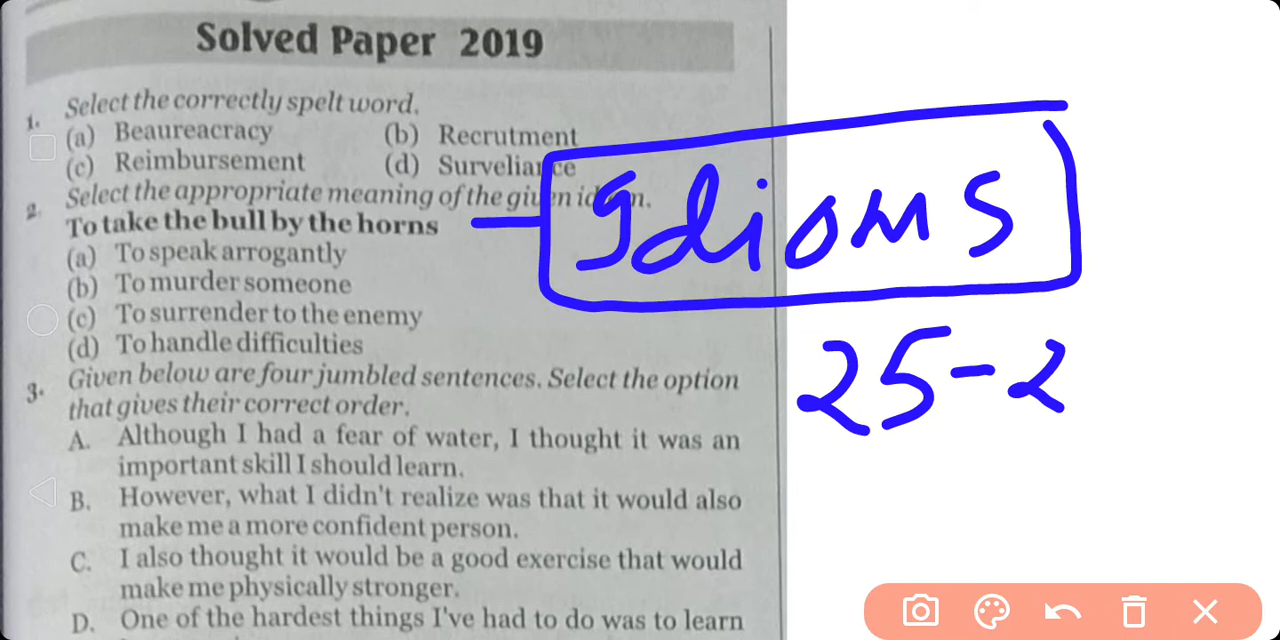 Solved Paper 2019
1. Select the correctly spelt word.
(a) Beaureacracy (b) Recrutment
(c) Reimbursement (d) Surveliance
2. Select the appropriate meaning of the given idiom.
To take the bull by the horns
(a) To speak arrogantly
(b) To murder someone
(c) To surrender to the enemy
(d) To handle difficulties
3. Given below are four jumbled sentences. Select the option
that gives their correct order.
A. Although I had a fear of water, I thought it was an
important skill I should learn.
B. However, what I didn't realize was that it would also
make me a more confident person.
C. I also thought it would be a good exercise that would
make me physically stronger.
D. One of the hardest things I've had to do was to learn
Idioms
25-2